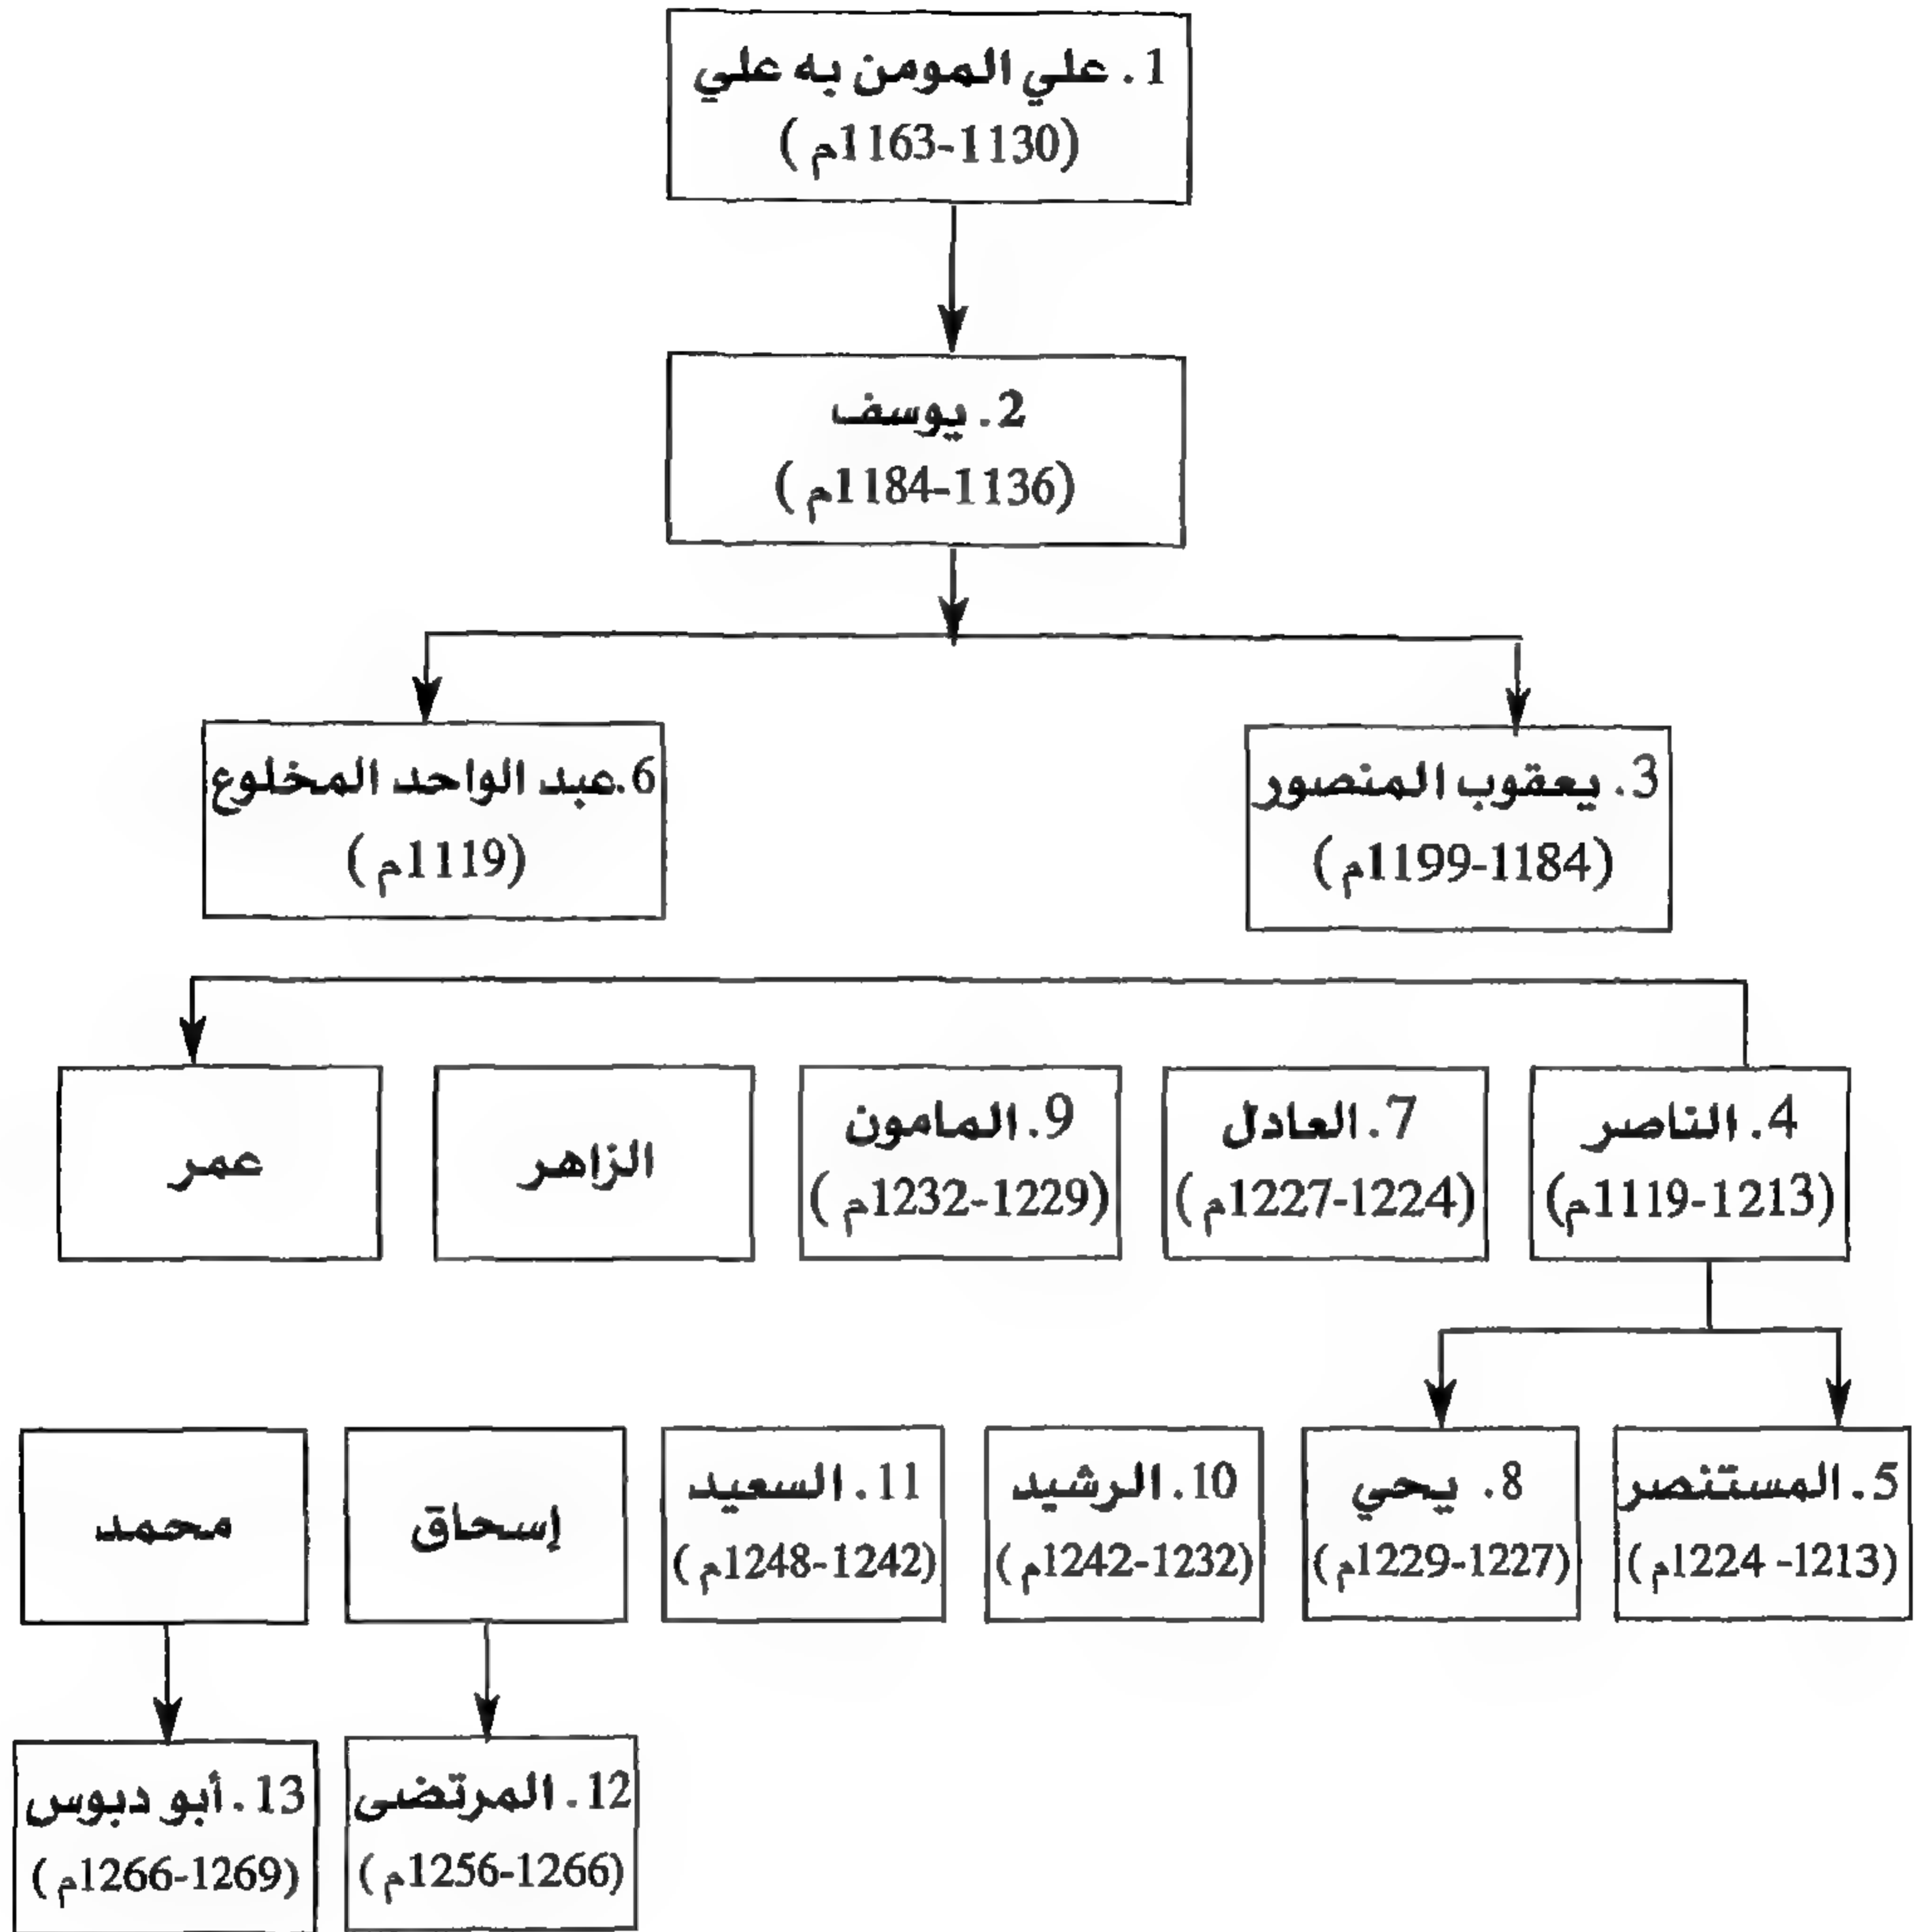 1. علي المومن به علي
(1130-1163م)
2. يوسف
(1136-1184م)
3. يعقوب المنصور
(1184-1199م)
6.عبد الواحد المخلوع
(1119م)
4. الناصر
(1213-1119م)
7. العادل
(1224-1227م)
9. المامون
(1229-1232م)
الزاهر
عمر
5. المستنصر
(1213- 1224م)
8. يحي
(1227-1229م)
10. الرشيد
(1232-1242م)
11. السعيد
(1242-1248م)
إسحاق
محمد
12. المرتضى
(1266-1256م)
13. أبو دبوس
(1269-1266م)